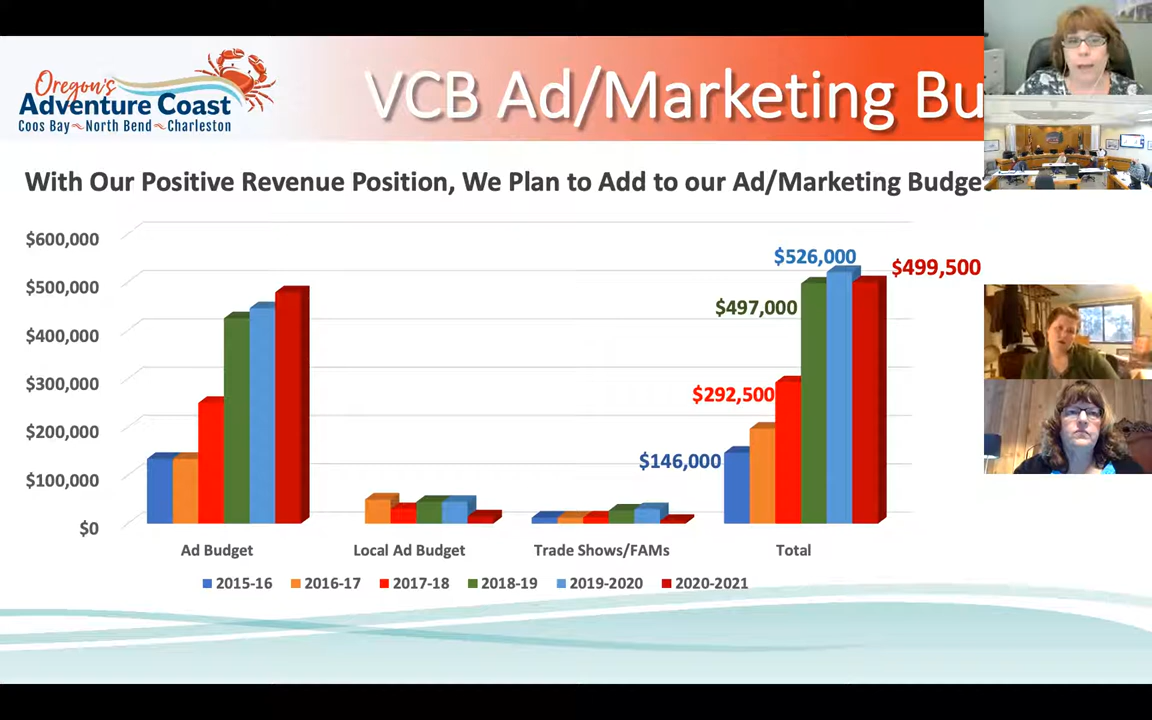 Oregon's
Adventure Coast
Coos Bay ~ North Bend ~ Charleston
VCB Ad/Marketing Bu
With Our Positive Revenue Position, We Plan to Add to our Ad/Marketing Budge
$600,000
$500,000
$400,000
$300,000
$200,000
$100,000
$0
$146,000
$292,500
$497,000
$526,000
$499,500
Ad Budget
Local Ad Budget
Trade Shows/FAMs
Total
2015-16
2016-17
2017-18
2018-19
2019-2020
2020-2021